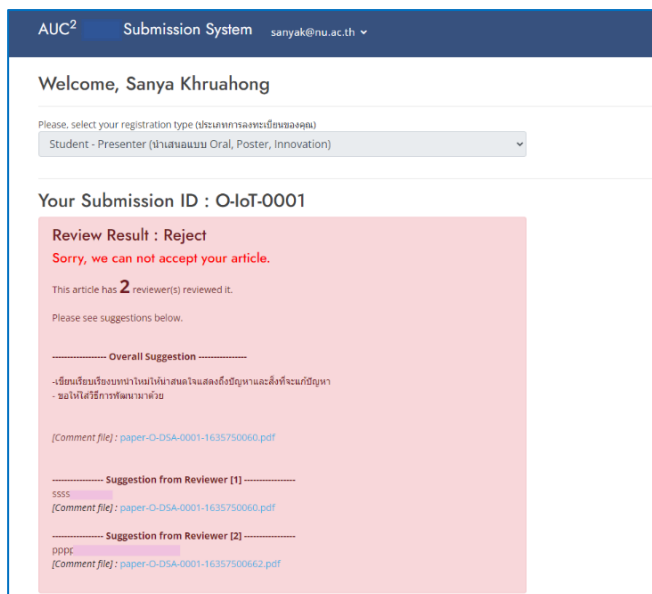 AUC² Submission System sanyak@nu.ac.th
Welcome, Sanya Khruahong
Please, select your registration type (ประเภทการลงทะเบียนของคุณ)
Student - Presenter (นำเสนอแบบ Oral, Poster, Innovation)
Your Submission ID : O-IoT-0001
Review Result : Reject
Sorry, we can not accept your article.
This article has 2 reviewer(s) reviewed it.
Please see suggestions below.
----------------- Overall Suggestion ---------------
-เขียนเรียบเรียงบทนำใหม่ให้น่าสนใจแสดงถึงปัญหาและสิ่งที่จะแก้ปัญหา
- ขอให้ใส่วิธีการพัฒนามาด้วย
[Comment file] : paper-O-DSA-0001-1635750060.pdf
---------------- Suggestion from Reviewer [1] ----------------
ssss
[Comment file] : paper-O-DSA-0001-1635750060.pdf
---------------- Suggestion from Reviewer [2] ----------------
pppp
[Comment file] : paper-O-DSA-0001-16357500662.pdf